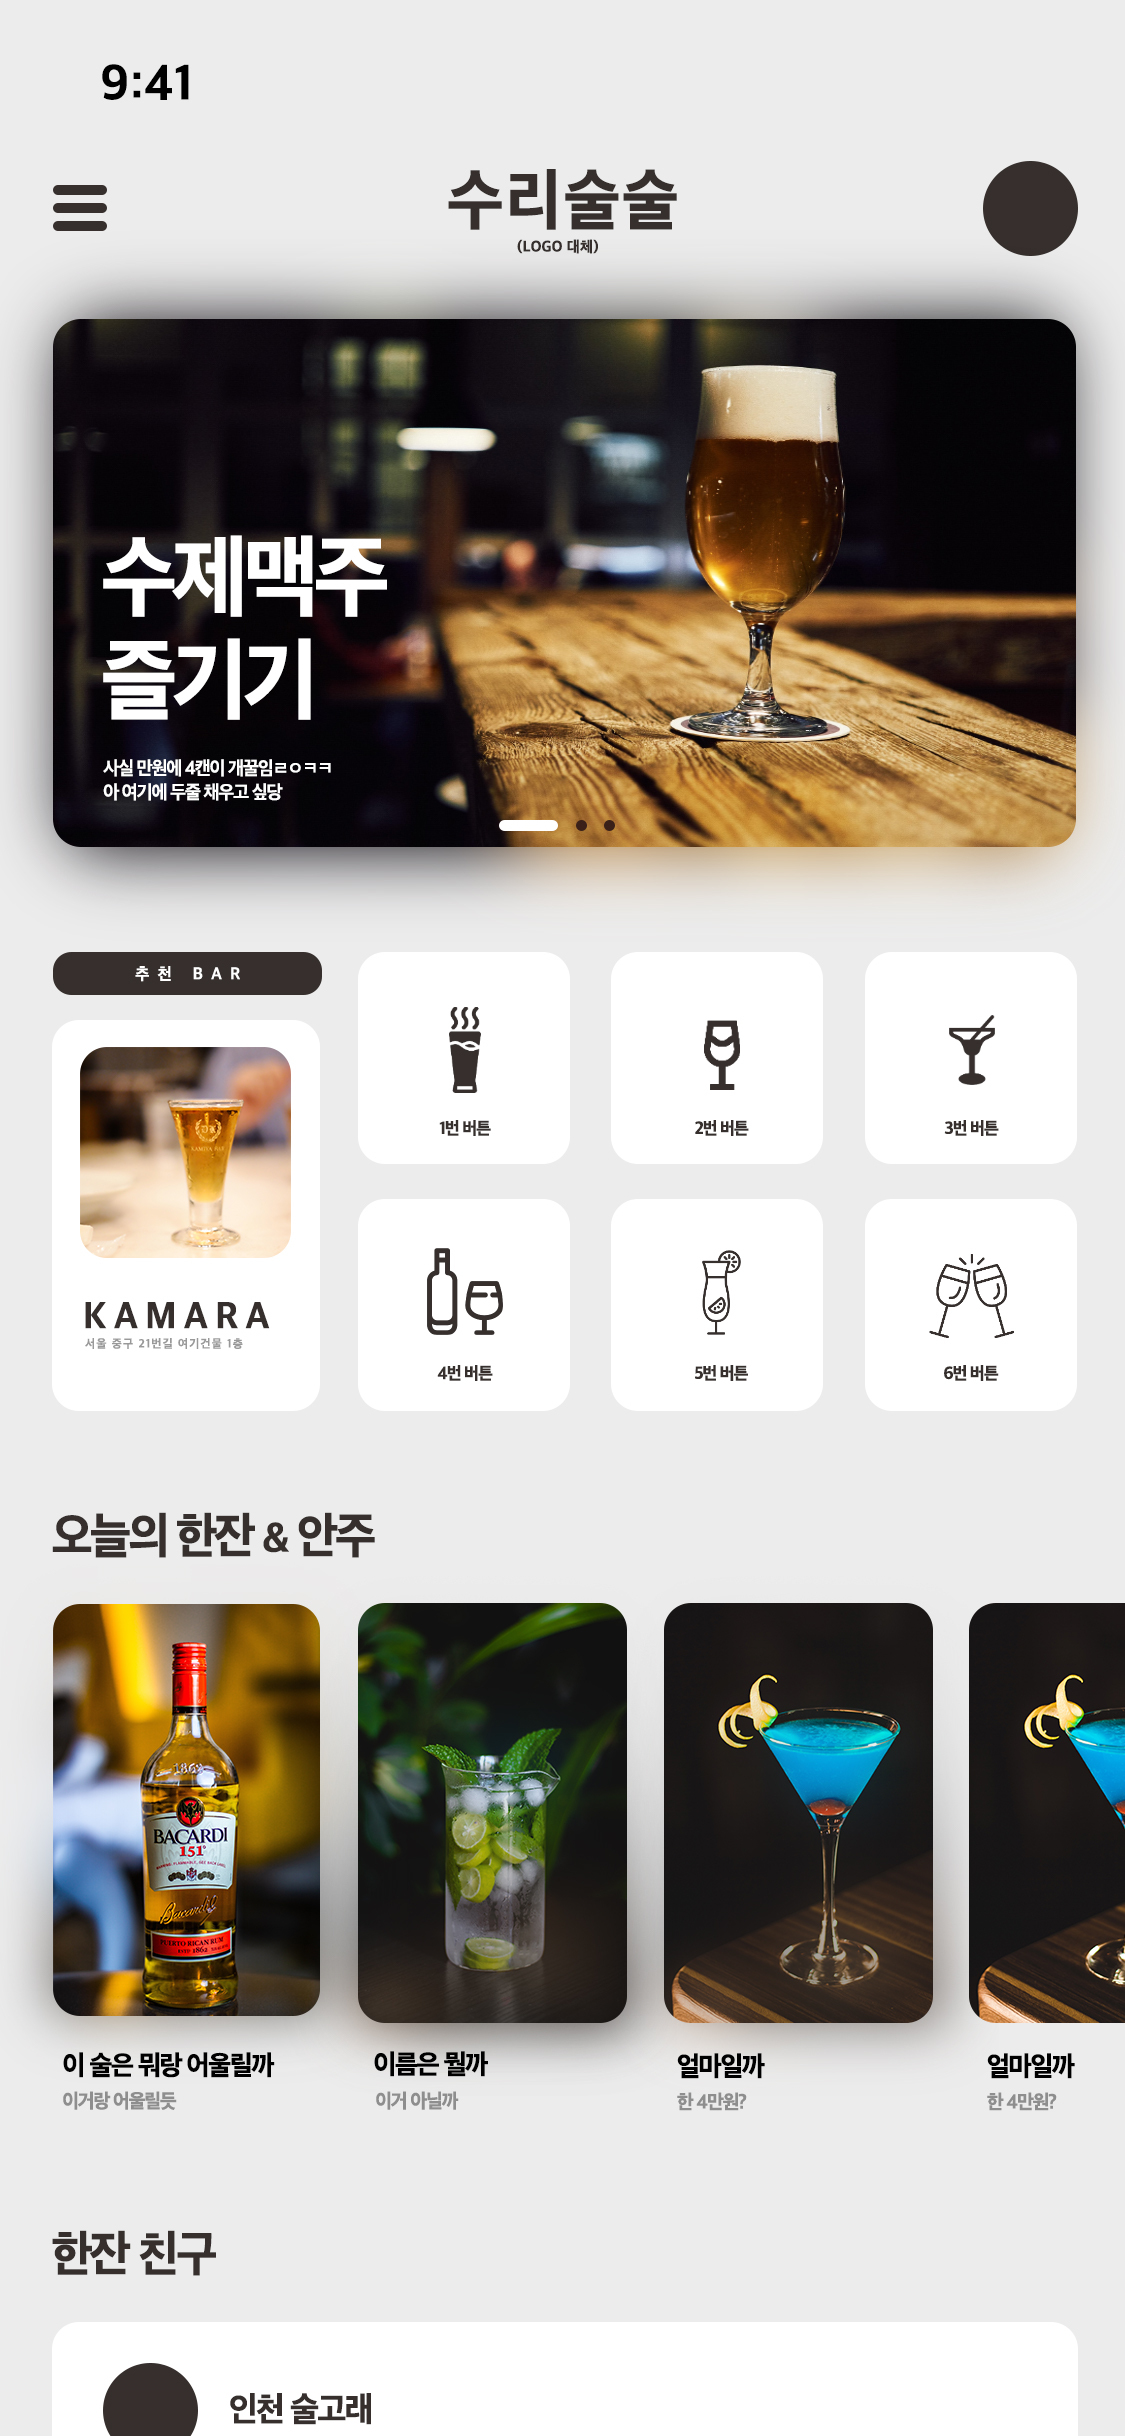 9:41
수리술술
(LOGO 대체)
수제맥주
즐기기
사실 만원에 4캔이 개꿀임ㄹㅇㅋㅋ
아 여기에 두줄 채우고 싶당
추천 BAR
KAMARA
서울 중구 21번길 여기건물 1층
1번 버튼
2번 버튼
3번 버튼
4번 버튼
5번 버튼
6번 버튼
오늘의 한잔 & 안주
1862
BACARDI
151°
Bacardi
PUERTO RICAN RUM
1862
이 술은 뭐랑 어울릴까
이거랑 어울릴듯
이름은 뭘까
이거 아닐까
얼마일까
한 4만원?
얼마일까
한 4만원?
한잔 친구
인천 술고래